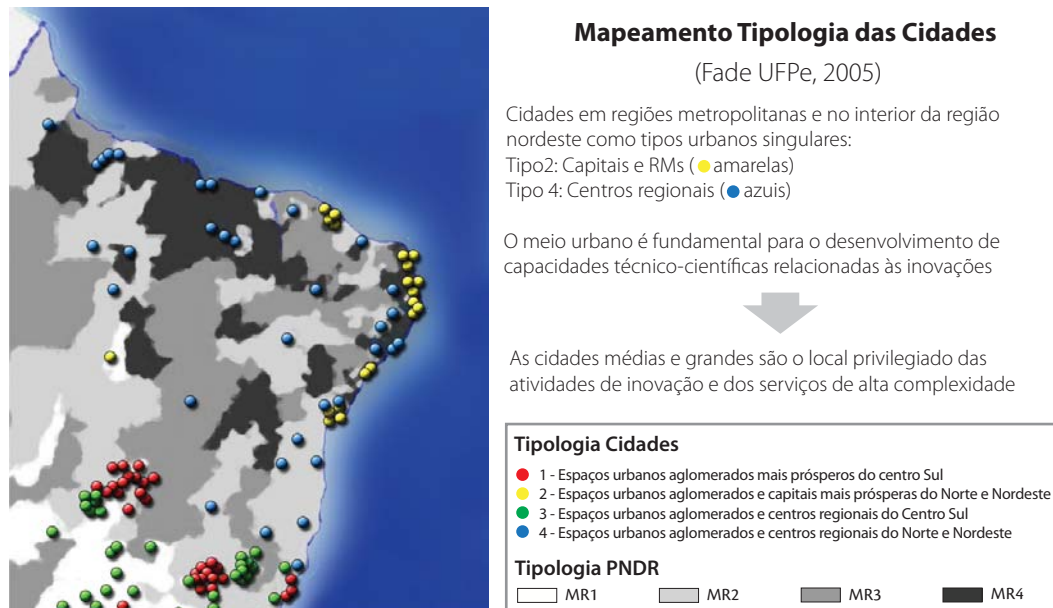 Mapeamento Tipologia das Cidades
(Fade UFPe, 2005)
Cidades em regiões metropolitanas e no interior da região
nordeste como tipos urbanos singulares:
Tipo2: Capitais e RMs ( amarelas)
Tipo 4: Centros regionais ( azuis)
O meio urbano é fundamental para o desenvolvimento de
capacidades técnico-científicas relacionadas às inovações
As cidades médias e grandes são o local privilegiado das
atividades de inovação e dos serviços de alta complexidade
Tipologia Cidades
1 - Espaços urbanos aglomerados mais prósperos do centro Sul
2 - Espaços urbanos aglomerados e capitais mais prósperas do Norte e Nordeste
3 - Espaços urbanos aglomerados e centros regionais do Centro Sul
4 - Espaços urbanos aglomerados e centros regionais do Norte e Nordeste
Tipologia PNDR
MR1 MR2 MR3 MR4